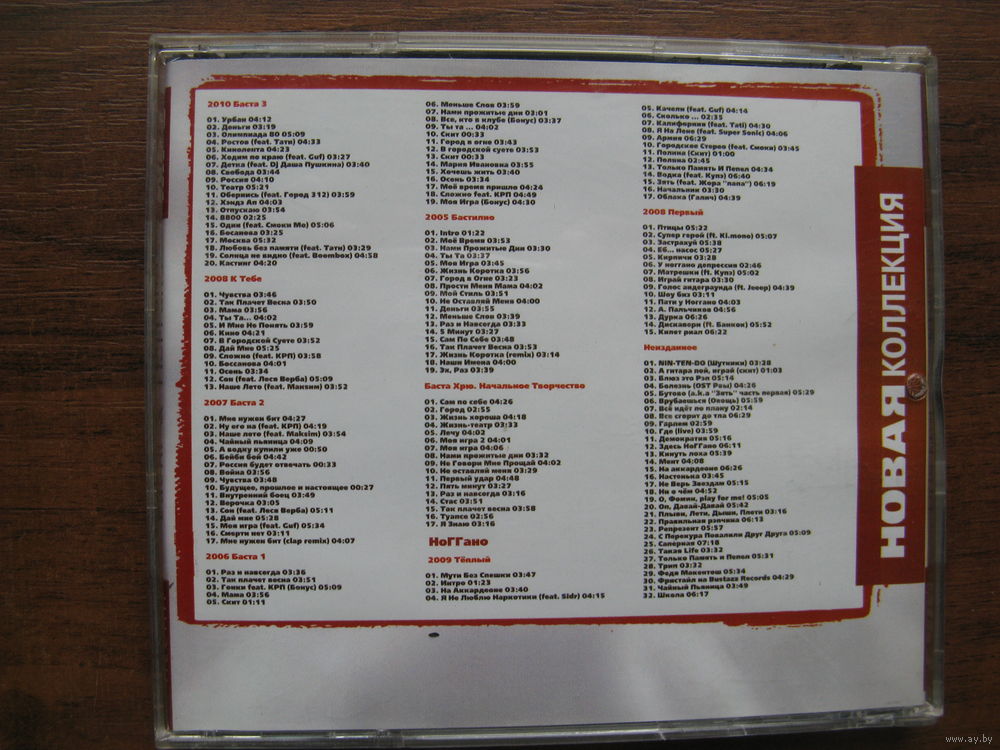 2010 Баста 3
01. Урбан 04:12
02. Деньги 03:19
03. Олимпиада 80 05:09
04. Ростов (feat. Тати) 04:33
05. Кинолента 04:23
06. Ходим по краю (feat. Guf) 03:27
07. Детка (feat. Dj Даша Пушкина) 03:40
08. Свобода 03:44
09. Россия 04:10
10. Театр 05:21
11. Обернись (feat. Город 312) 03:59
12. Хэндз Ап 04:03
13. Отпускаю 03:54
14. 8800 02:25
15. Один (feat. Смоки Мо) 05:06
16. Босанова 03:25
17. Москва 05:32
18. Любовь без памяти (feat. Тати) 03:29
19. Солнца не видно (feat. Boombox) 04:58
20. Кастинг 04:20
2008 К Тебе
01. Чувства 03:46
02. Так Плачет Весна 03:50
03. Мама 03:56
04. Ты Та... 04:02
05. И Мне Не Понять 03:59
06. Кино 04:21
07. В Городской Суете 03:52
08. Дай Мне 05:25
09. Сложно (feat. КРП) 03:58
10. Босанова 04:01
11. Осень 03:34
12. Сон (feat. Леся Верба) 05:09
13. Наше Лето (feat. Максим) 03:52
2007 Баста 2
01. Мне нужен бит 04:27
02. Ну ого на (feat. КРП) 04:19
03. Наше лето (feat. Maksim) 03:54
04. Чайный пьяница 04:09
05. А водку купили уже 00:50
06. Бейби бой 04:42
07. Россия будет отвечать 00:33
08. Война 03:56
09. Чувства 03:48
10. Будущее, прошлое и настоящее 00:27
11. Внутренний боец 03:49
12. Верочка 03:05
13. Сон (feat. Леся Верба) 05:11
14. Дай мне 05:28
15. Моя игра (feat. Guf) 05:34
16. Смерти нет 03:11
17. Мне нужен бит (clap remix) 04:07
2006 Баста 1
01. Раз и навсегда 03:36
02. Так плачет весна 03:51
03. Гонки feat. КРП (Бонус) 05:09
04. Мама 03:56
05. Скит 01:11
06. Меньше Слов 03:59
07. Нами прожитые дни 03:01
08. Все, кто в клубе (Бонус) 03:37
09. Ты та ... 04:02
10. Скит 00:33
11. Город в огне 03:43
12. В городской суете 03:53
13. Скит 00:33
14. Мария Ивановна 03:55
15. Хочешь жить 03:40
16. Осень 03:34
17. Моё время пришло 04:24
18. Сложно feat. КРП 04:49
19. Моя Игра (Бонус) 04:30
2005 Бастилио
01. Intro 01:22
02. Моё Время 03:53
03. Нами Прожитые Дни 03:30
04. Ты Та 03:37
05. Моя Игра 03:45
06. Жизнь Коротка 03:56
07. Город в Огне 03:23
08. Прости Меня Мама 04:02
09. Мой Стиль 03:51
10. Не Оставляй Меня 04:00
11. Деньги 03:55
12. Меньше Слов 03:39
13. Раз и Навсегда 03:33
14. 5 Минут 03:27
15. Сам По Себе 03:48
16. Так Плачет Весна 03:53
17. Жизнь Коротка (remix) 03:14
18. Наши Имена 04:00
19. Эх, Раз 03:39
Баста Хрю. Начальное Творчество
01. Сам по себе 04:26
02. Город 02:55
03. Жизнь хороша 04:18
04. Жизнь-театр 03:33
05. Лечу 04:02
06. Моя игра 2 04:01
07. Моя игра 04:06
08. Нами прожитые дни 03:32
09. Не Говори Мне Прощай 04:02
10. Не оставляй меня 03:29
11. Первый удар 04:48
12. Пять минут 03:27
13. Раз и навсегда 03:16
14. Стас 03:51
15. Так плачет весна 03:58
16. Туапсе 02:56
17. Я Знаю 03:16
НоГГано
2009 Тёплый
01. Мути Без Спешки 03:47
02. Нитро 01:23
03. На Аккордеоне 03:40
04. Я Не Люблю Наркотики (feat. Sidr) 04:15
05. Качели (feat. Guf) 04:14
06. Сколько ... 02:35
07. Калифорния (feat. Tati) 04:30
08. Я На Лене (feat. Super Sonic) 04:06
09. Армия 06:29
10. Городское Стерео (feat. Смоки) 03:45
11. Полина (Скит) 01:00
12. Поляна 02:45
13. Только Память И Пепел 04:34
14. Водка (feat. Купэ) 06:40
15. Зять (feat. Жора "папа") 06:19
16. Начальник 03:30
17. Облака (Галич) 04:39
2008 Первый
01. Птицы 05:22
02. Супер герой (ft. Kl.mono) 05:07
03. Застрахуй 05:38
04. Еб... насос 05:27
05. Кирпичи 03:28
06. У ноггано депрессия 02:46
07. Матрешки (ft. Купэ) 05:02
08. Играй гитара 03:30
09. Голос андеграунда (ft. Jeeep) 04:39
10. Шоу биз 03:11
11. Пати у Ноггано 04:03
12. А. Пальчиков 04:56
13. Дурка 06:26
14. Дисковери (ft. Банкок) 05:52
15. Килет риал 06:22
Неизданное
01. NIN-TEN-DO (Шутники) 03:28
02. А гитара пой, играй (скит) 01:03
03. Влюз это Рэп 05:14
04. Болезнь (OST Рэы) 04:26
05. Бутово (a.k.a "Зять" часть первая) 05:29
06. Врубаешься (Овощь) 05:59
07. Всё идёт по плану 02:14
08. Все сгорит до тла 06:29
09. Гарлем 02:59
10. Где (live) 03:59
11. Демократия 05:16
12. Здесь НоГГано 06:11
13. Кинуть лоха 05:39
14. Мент 04:08
15. На аккордеоне 06:26
16. Настенька 03:45
17. Не Верь Звездам 05:15
18. Ни о чём 04:52
19. О, Фонин, play for me! 05:05
20. Оп, Давай-Давай 05:42
21. Плыви, Лети, Дыши, Плети 03:16
22. Правильная рэпчина 06:13
23. Репрезент 05:57
24. С Перекура Повалили Друг Друга 05:09
25. Саперная 07:18
26. Такая Life 03:32
27. Только Память и Пепел 05:31
28. Трип 03:32
29. Федя Макентош 05:34
30. Фристайл на Bustazz Records 04:29
31. Чайный Пьяница 03:49
32. Школа 06:17
НОВАЯ КОЛЛЕКЦИЯ
www.ay.by